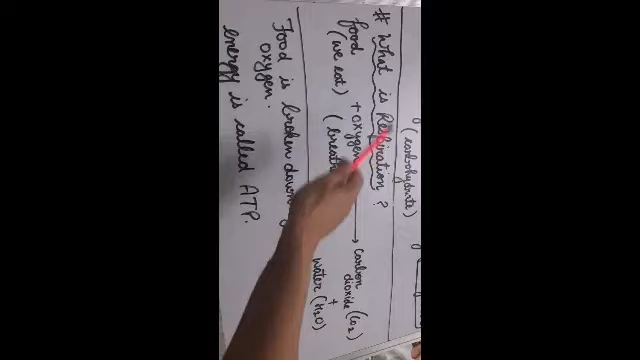 (carbohydrate)
# What is Respiration ?
food + oxygen → carbon dioxide (CO2)
(we eat) (breath + water (H2O)
Food is broken down
oxygen.
energy is called ATP.